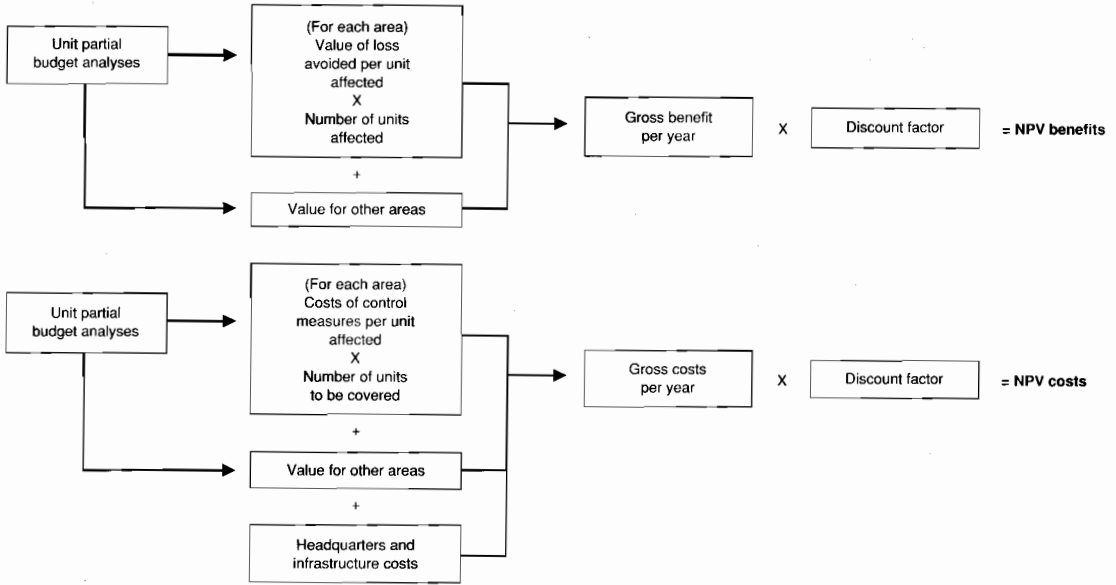 Unit partial
budget analyses
(For each area)
Value of loss
avoided per unit
affected
X
Number of units
affected
+
Value for other areas
Gross benefit
per year
X
Discount factor
= NPV benefits
Unit partial
budget analyses
(For each area)
Costs of control
measures per unit
affected
X
Number of units
to be covered
+
Value for other areas
+
Headquarters and
infrastructure costs
Gross costs
per year
X
Discount factor
= NPV costs